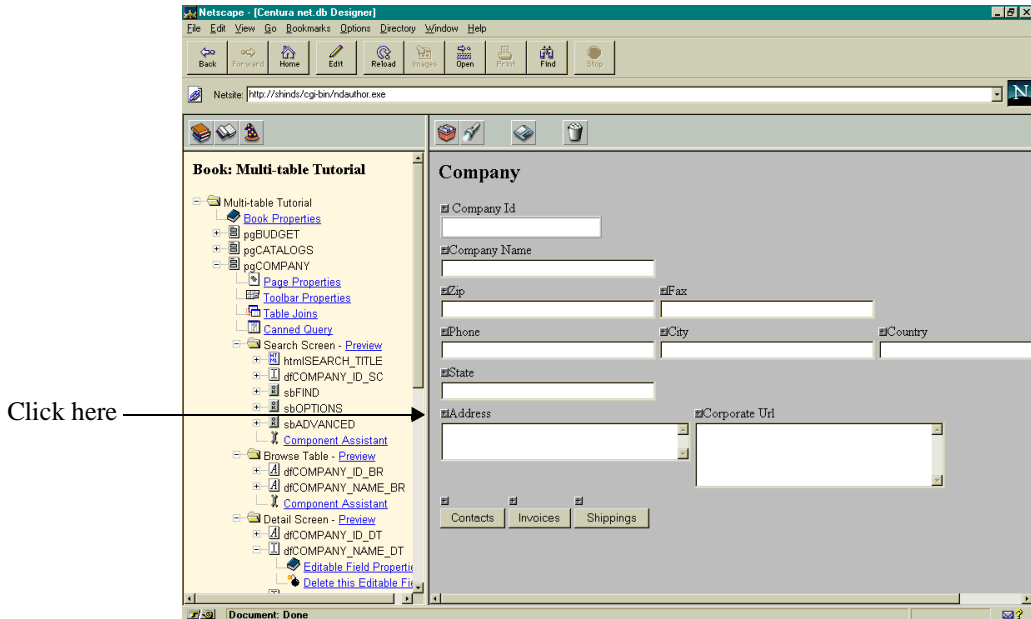 Netscape - [Centura net.db Designer]
File Edit View Go Bookmarks Options Directory Window Help
Back Forward Home Edit Reload Images Open Print Find Stop
Netsite: http://shinds/cgi-bin/ndauthor.exe
N
Book: Multi-table Tutorial
Multi-table Tutorial
Book Properties
pgBUDGET
pgCATALOGS
pgCOMPANY
Page Properties
Toolbar Properties
Table Joins
Canned Query
Search Screen - Preview
htmlSEARCH_TITLE
dfCOMPANY_ID_SC
sbFIND
sbOPTIONS
sbADVANCED
Component Assistant
Browse Table - Preview
dfCOMPANY_ID_BR
dfCOMPANY_NAME_BR
Component Assistant
Detail Screen - Preview
dfCOMPANY_ID_DT
dfCOMPANY_NAME_DT
Editable Field Propertie
Delete this Editable Fie
Company
Company Id
Company Name
Zip Fax
Phone City Country
State
Address Corporate Url
Contacts Invoices Shippings
Click here
Document: Done